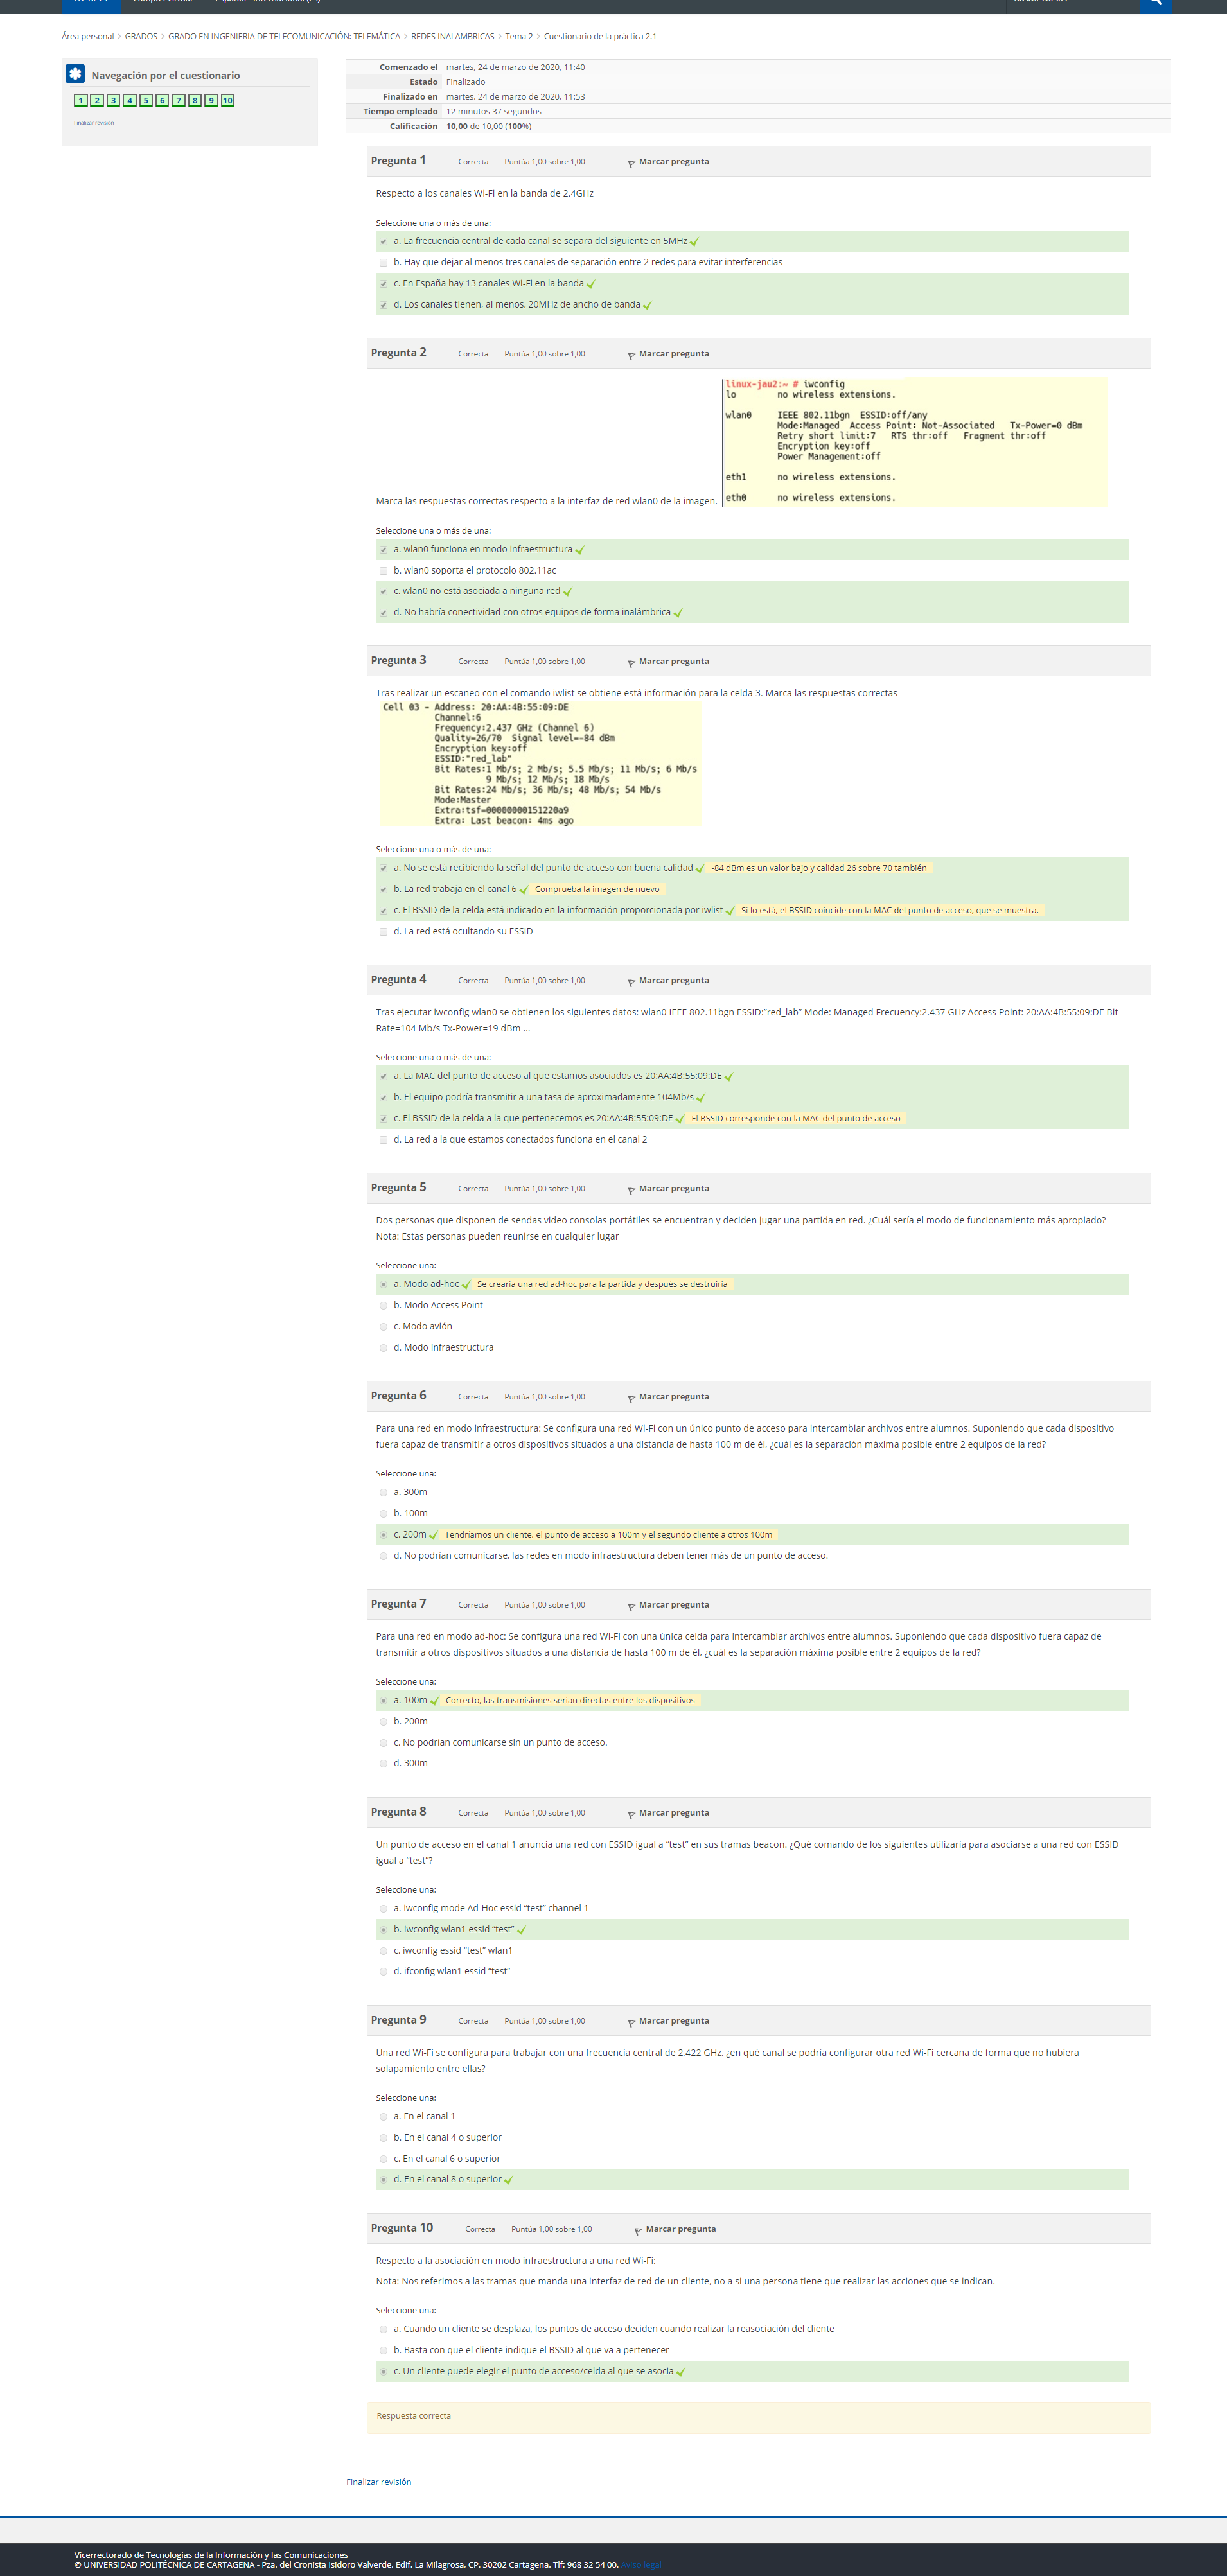 Área personal > GRADOS > GRADO EN INGENIERIA DE TELECOMUNICACIÓN: TELEMÁTICA > REDES INALAMBRICAS > Tema 2 > Cuestionario de la práctica 2.1
Navegación por el cuestionario
1 2 3 4 5 6 7 8 9 10
Finalizar revisión
Comenzado el martes, 24 de marzo de 2020, 11:40
Estado Finalizado
Finalizado en martes, 24 de marzo de 2020, 11:53
Tiempo empleado 12 minutos 37 segundos
Calificación 10,00 de 10,00 (100%)
Pregunta 1 Correcta Puntúa 1,00 sobre 1,00 Marcar pregunta
Respecto a los canales Wi-Fi en la banda de 2.4GHz
Seleccione una o más de una:
a. La frecuencia central de cada canal se separa del siguiente en 5MHz
b. Hay que dejar al menos tres canales de separación entre 2 redes para evitar interferencias
c. En España hay 13 canales Wi-Fi en la banda
d. Los canales tienen, al menos, 20MHz de ancho de banda
Pregunta 2 Correcta Puntúa 1,00 sobre 1,00 Marcar pregunta
linux-jau2:~ # iwconfig
lo no wireless extensions.
wlan0 IEEE 802.11bgn ESSID:off/any
Mode:Managed Access Point: Not-Associated Tx-Power=0 dBm
Retry short limit:7 RTS thr:off Fragment thr:off
Encryption key:off
Power Management:off
eth1 no wireless extensions.
eth0 no wireless extensions.
Marca las respuestas correctas respecto a la interfaz de red wlan0 de la imagen.
Seleccione una o más de una:
a. wlan0 funciona en modo infraestructura
b. wlan0 soporta el protocolo 802.11ac
c. wlan0 no está asociada a ninguna red
d. No habría conectividad con otros equipos de forma inalámbrica
Pregunta 3 Correcta Puntúa 1,00 sobre 1,00 Marcar pregunta
Tras realizar un escaneo con el comando iwlist se obtiene está información para la celda 3. Marca las respuestas correctas
Cell 03 - Address: 20:AA:4B:55:09:DE
Channel:6
Frequency:2.437 GHz (Channel 6)
Quality=26/70 Signal level=-84 dBm
Encryption key:off
ESSID:"red_lab"
Bit Rates:1 Mb/s; 2 Mb/s; 5.5 Mb/s; 11 Mb/s; 6 Mb/s
9 Mb/s; 12 Mb/s; 18 Mb/s
Bit Rates:24 Mb/s; 36 Mb/s; 48 Mb/s; 54 Mb/s
Mode:Master
Extra:tsf=00000000151220a9
Extra: Last beacon: 4ms ago
Seleccione una o más de una:
a. No se está recibiendo la señal del punto de acceso con buena calidad -84 dBm es un valor bajo y calidad 26 sobre 70 también
b. La red trabaja en el canal 6 Comprueba la imagen de nuevo
c. El BSSID de la celda está indicado en la información proporcionada por iwlist Sí lo está, el BSSID coincide con la MAC del punto de acceso, que se muestra.
d. La red está ocultando su ESSID
Pregunta 4 Correcta Puntúa 1,00 sobre 1,00 Marcar pregunta
Tras ejecutar iwconfig wlan0 se obtienen los siguientes datos: wlan0 IEEE 802.11bgn ESSID:"red_lab" Mode: Managed Frecuency:2.437 GHz Access Point: 20:AA:4B:55:09:DE Bit
Rate=104 Mb/s Tx-Power=19 dBm ...
Seleccione una o más de una:
a. La MAC del punto de acceso al que estamos asociados es 20:AA:4B:55:09:DE
b. El equipo podría transmitir a una tasa de aproximadamente 104Mb/s
c. El BSSID de la celda a la que pertenecemos es 20:AA:4B:55:09:DE El BSSID corresponde con la MAC del punto de acceso
d. La red a la que estamos conectados funciona en el canal 2
Pregunta 5 Correcta Puntúa 1,00 sobre 1,00 Marcar pregunta
Dos personas que disponen de sendas video consolas portátiles se encuentran y deciden jugar una partida en red. ¿Cuál sería el modo de funcionamiento más apropiado?
Nota: Estas personas pueden reunirse en cualquier lugar
Seleccione una:
a. Modo ad-hoc Se crearía una red ad-hoc para la partida y después se destruiría
b. Modo Access Point
c. Modo avión
d. Modo infraestructura
Pregunta 6 Correcta Puntúa 1,00 sobre 1,00 Marcar pregunta
Para una red en modo infraestructura: Se configura una red Wi-Fi con un único punto de acceso para intercambiar archivos entre alumnos. Suponiendo que cada dispositivo
fuera capaz de transmitir a otros dispositivos situados a una distancia de hasta 100 m de él, ¿cuál es la separación máxima posible entre 2 equipos de la red?
Seleccione una:
a. 300m
b. 100m
c. 200m Tendríamos un cliente, el punto de acceso a 100m y el segundo cliente a otros 100m
d. No podrían comunicarse, las redes en modo infraestructura deben tener más de un punto de acceso.
Pregunta 7 Correcta Puntúa 1,00 sobre 1,00 Marcar pregunta
Para una red en modo ad-hoc: Se configura una red Wi-Fi con una única celda para intercambiar archivos entre alumnos. Suponiendo que cada dispositivo fuera capaz de
transmitir a otros dispositivos situados a una distancia de hasta 100 m de él, ¿cuál es la separación máxima posible entre 2 equipos de la red?
Seleccione una:
a. 100m Correcto, las transmisiones serían directas entre los dispositivos
b. 200m
c. No podrían comunicarse sin un punto de acceso.
d. 300m
Pregunta 8 Correcta Puntúa 1,00 sobre 1,00 Marcar pregunta
Un punto de acceso en el canal 1 anuncia una red con ESSID igual a “test” en sus tramas beacon. ¿Qué comando de los siguientes utilizaría para asociarse a una red con ESSID
igual a “test”?
Seleccione una:
a. iwconfig mode Ad-Hoc essid “test” channel 1
b. iwconfig wlan1 essid “test”
c. iwconfig essid “test” wlan1
d. ifconfig wlan1 essid “test”
Pregunta 9 Correcta Puntúa 1,00 sobre 1,00 Marcar pregunta
Una red Wi-Fi se configura para trabajar con una frecuencia central de 2,422 GHz, ¿en qué canal se podría configurar otra red Wi-Fi cercana de forma que no hubiera
solapamiento entre ellas?
Seleccione una:
a. En el canal 1
b. En el canal 4 o superior
c. En el canal 6 o superior
d. En el canal 8 o superior
Pregunta 10 Correcta Puntúa 1,00 sobre 1,00 Marcar pregunta
Respecto a la asociación en modo infraestructura a una red Wi-Fi:
Nota: Nos referimos a las tramas que manda una interfaz de red de un cliente, no a si una persona tiene que realizar las acciones que se indican.
Seleccione una:
a. Cuando un cliente se desplaza, los puntos de acceso deciden cuando realizar la reasociación del cliente
b. Basta con que el cliente indique el BSSID al que va a pertenecer
c. Un cliente puede elegir el punto de acceso/celda al que se asocia
Respuesta correcta
Finalizar revisión
Vicerrectorado de Tecnologías de la Información y las Comunicaciones
© UNIVERSIDAD POLITÉCNICA DE CARTAGENA - Pza. del Cronista Isidoro Valverde, Edif. La Milagrosa, CP. 30202 Cartagena. Tlf: 968 32 54 00. Aviso legal